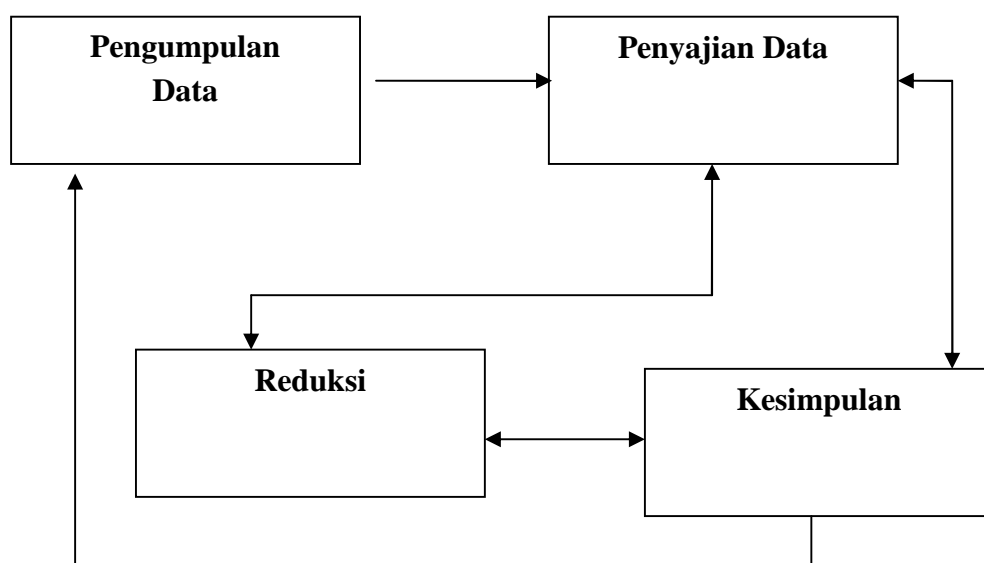 Pengumpulan
Data
Penyajian Data
Reduksi
Kesimpulan